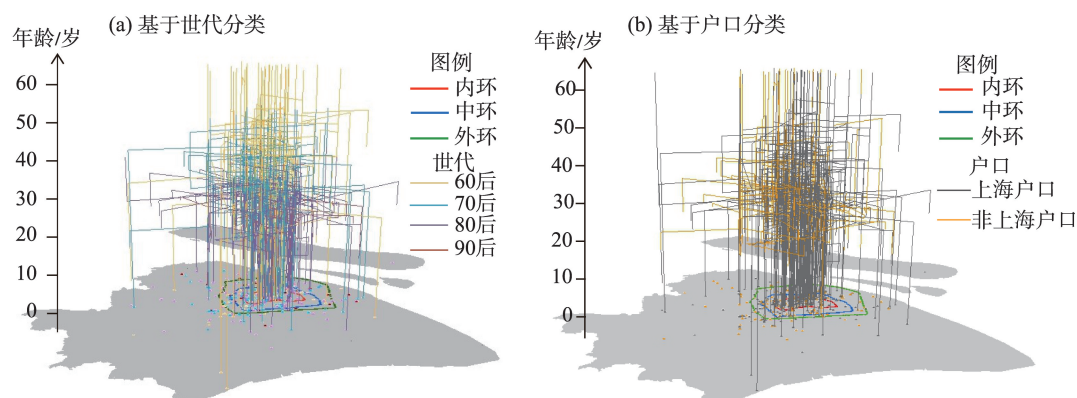 (a) 基于世代分类
年龄/岁
60
50
40
30
20
10
0
图例
内环
中环
外环
世代
60后
70后
80后
90后
(b) 基于户口分类
年龄/岁
60
50
40
30
20
10
0
图例
内环
中环
外环
户口
上海户口
非上海户口